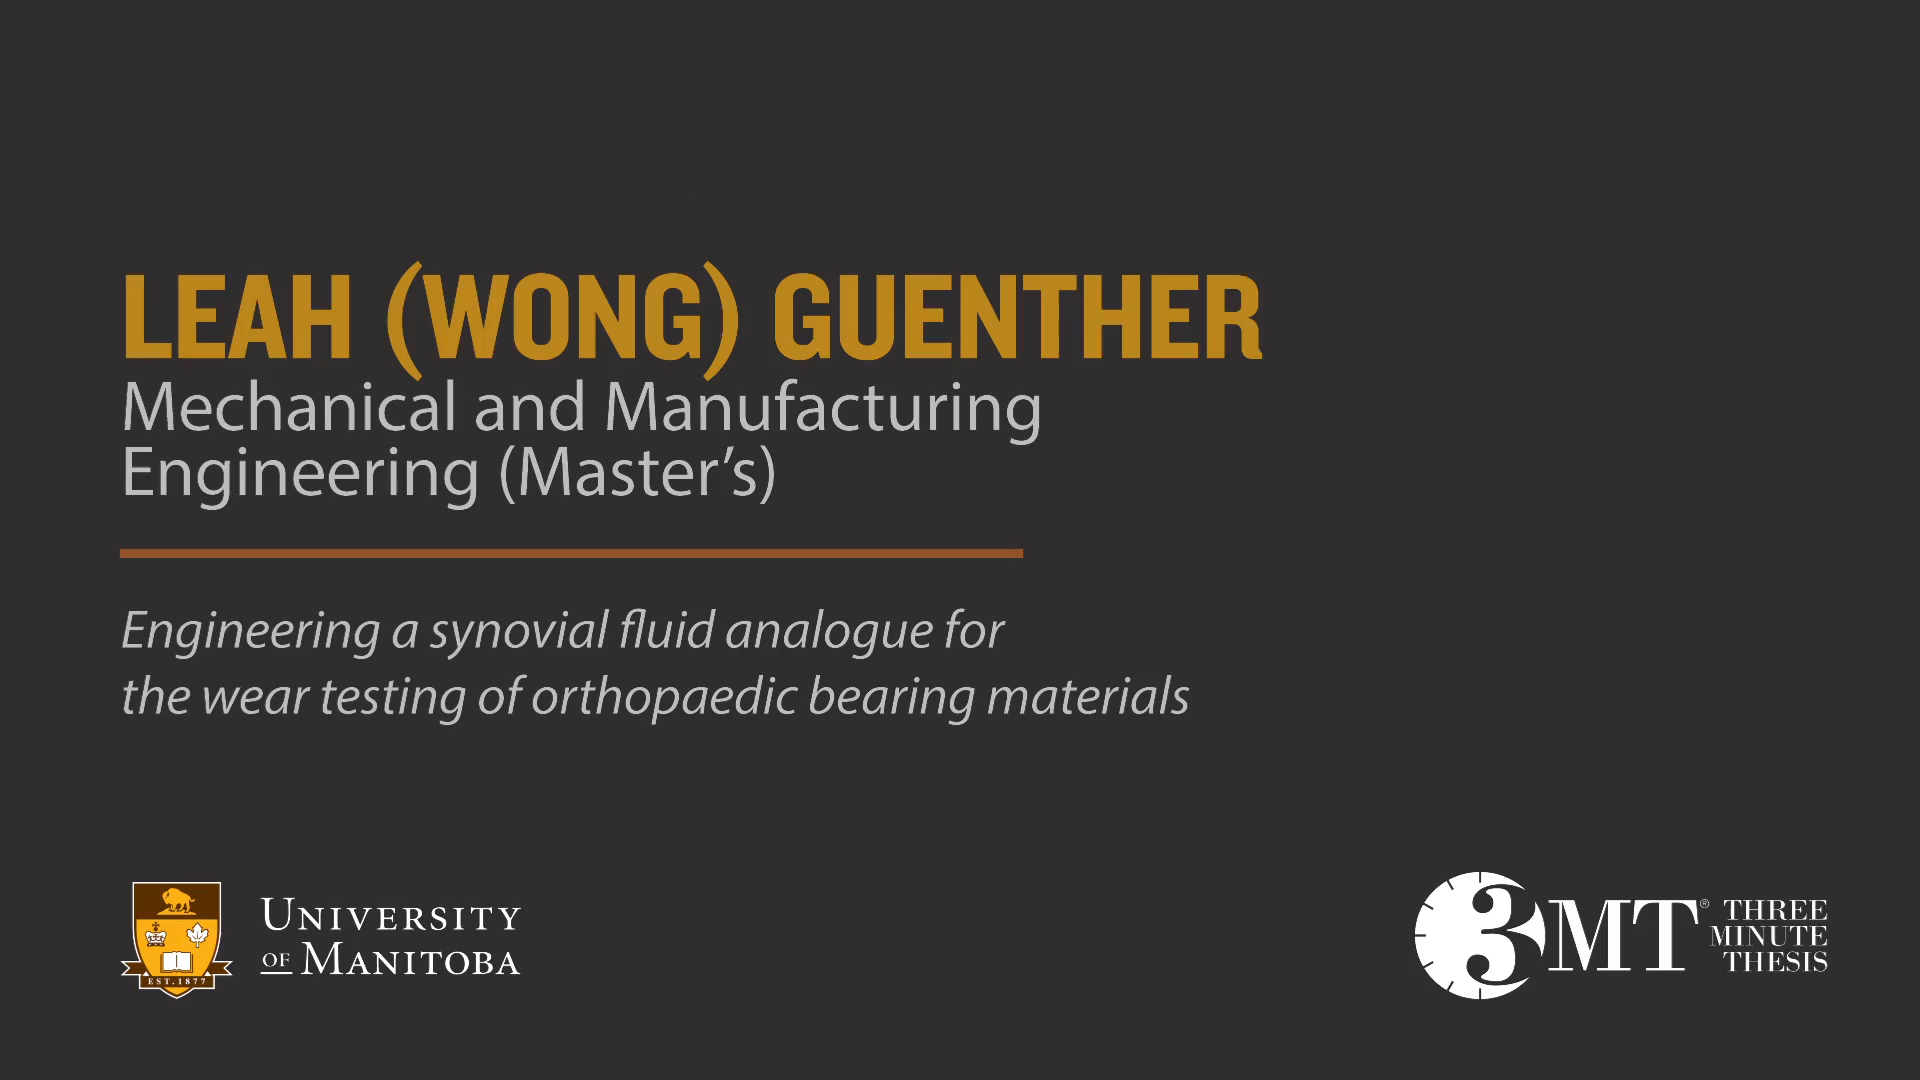 LEAH (WONG) GUENTHER
Mechanical and Manufacturing
Engineering (Master’s)
Engineering a synovial fluid analogue for
the wear testing of orthopaedic bearing materials
EST. 1877
UNIVERSITY
OF MANITOBA
3MT® THREE
MINUTE
THESIS